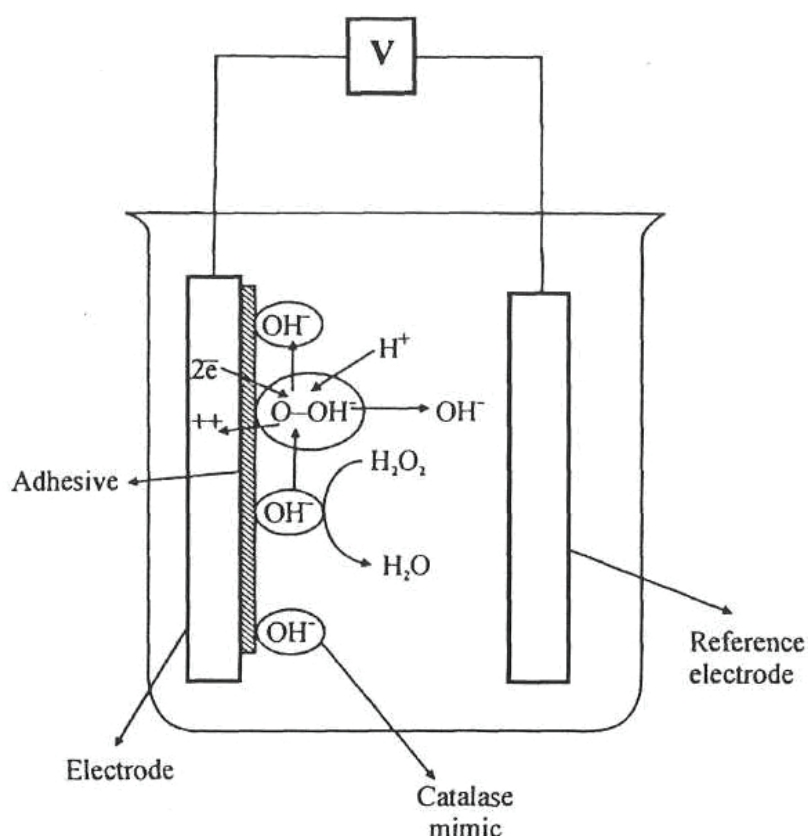 V
OH⁻
H⁺
2e̅
O–OH⁻
OH⁻
++
H₂O₂
Adhesive
OH⁻
H₂O
OH⁻
Reference
electrode
Electrode
Catalase
mimic